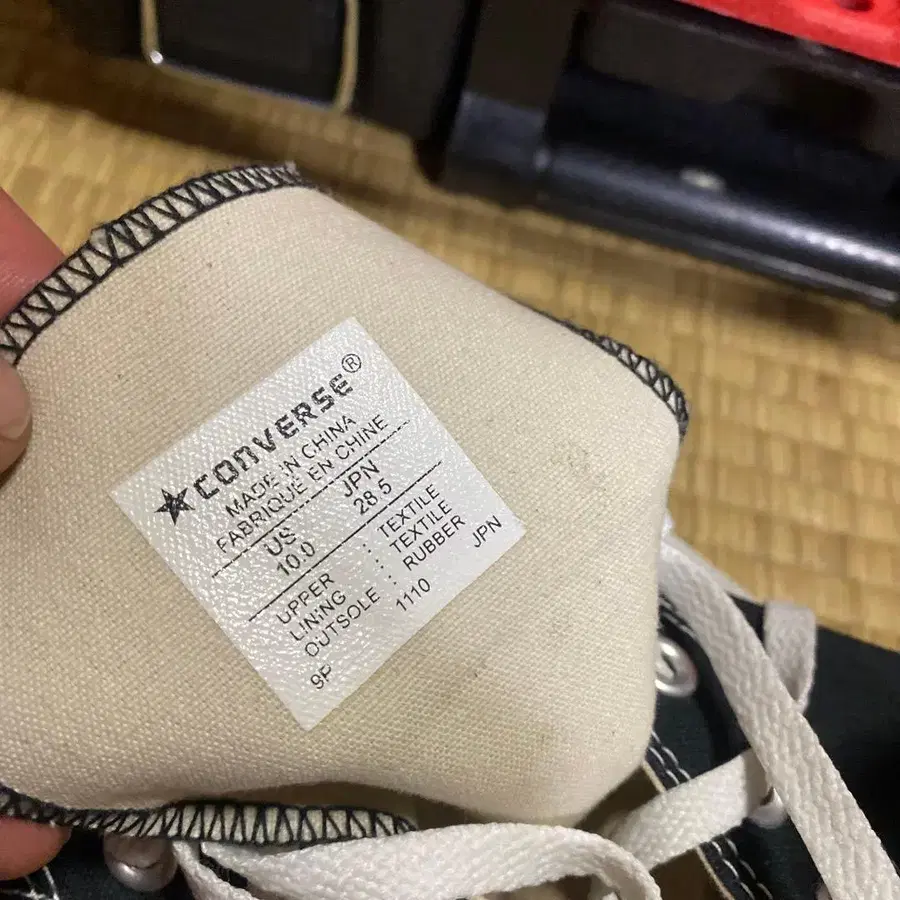 ★CONVERSE®
MADE IN CHINA
FABRIQUE EN CHINE
US JPN
10.0 28.5
UPPER : TEXTILE
LINING : TEXTILE
OUTSOLE : RUBBER
9P 1110 JPN